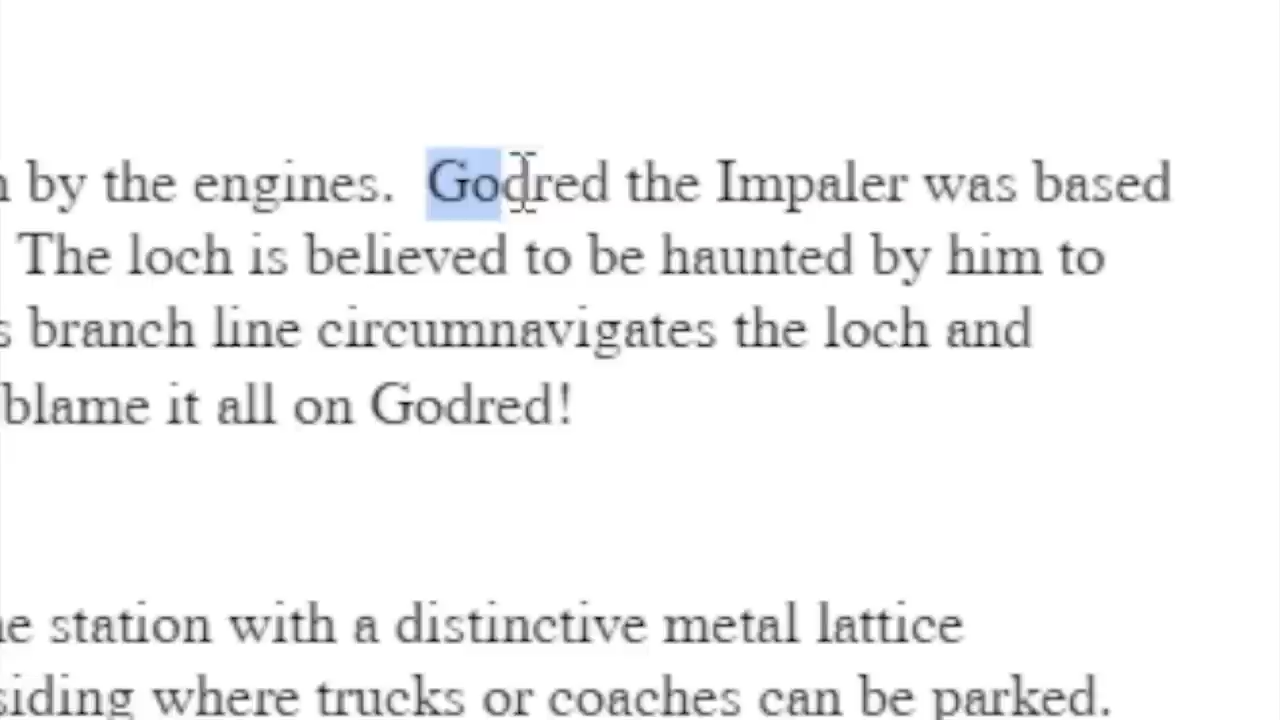 by the engines.  Godred the Impaler was based
The loch is believed to be haunted by him to
branch line circumnavigates the loch and
blame it all on Godred!
station with a distinctive metal lattice
siding where trucks or coaches can be parked.